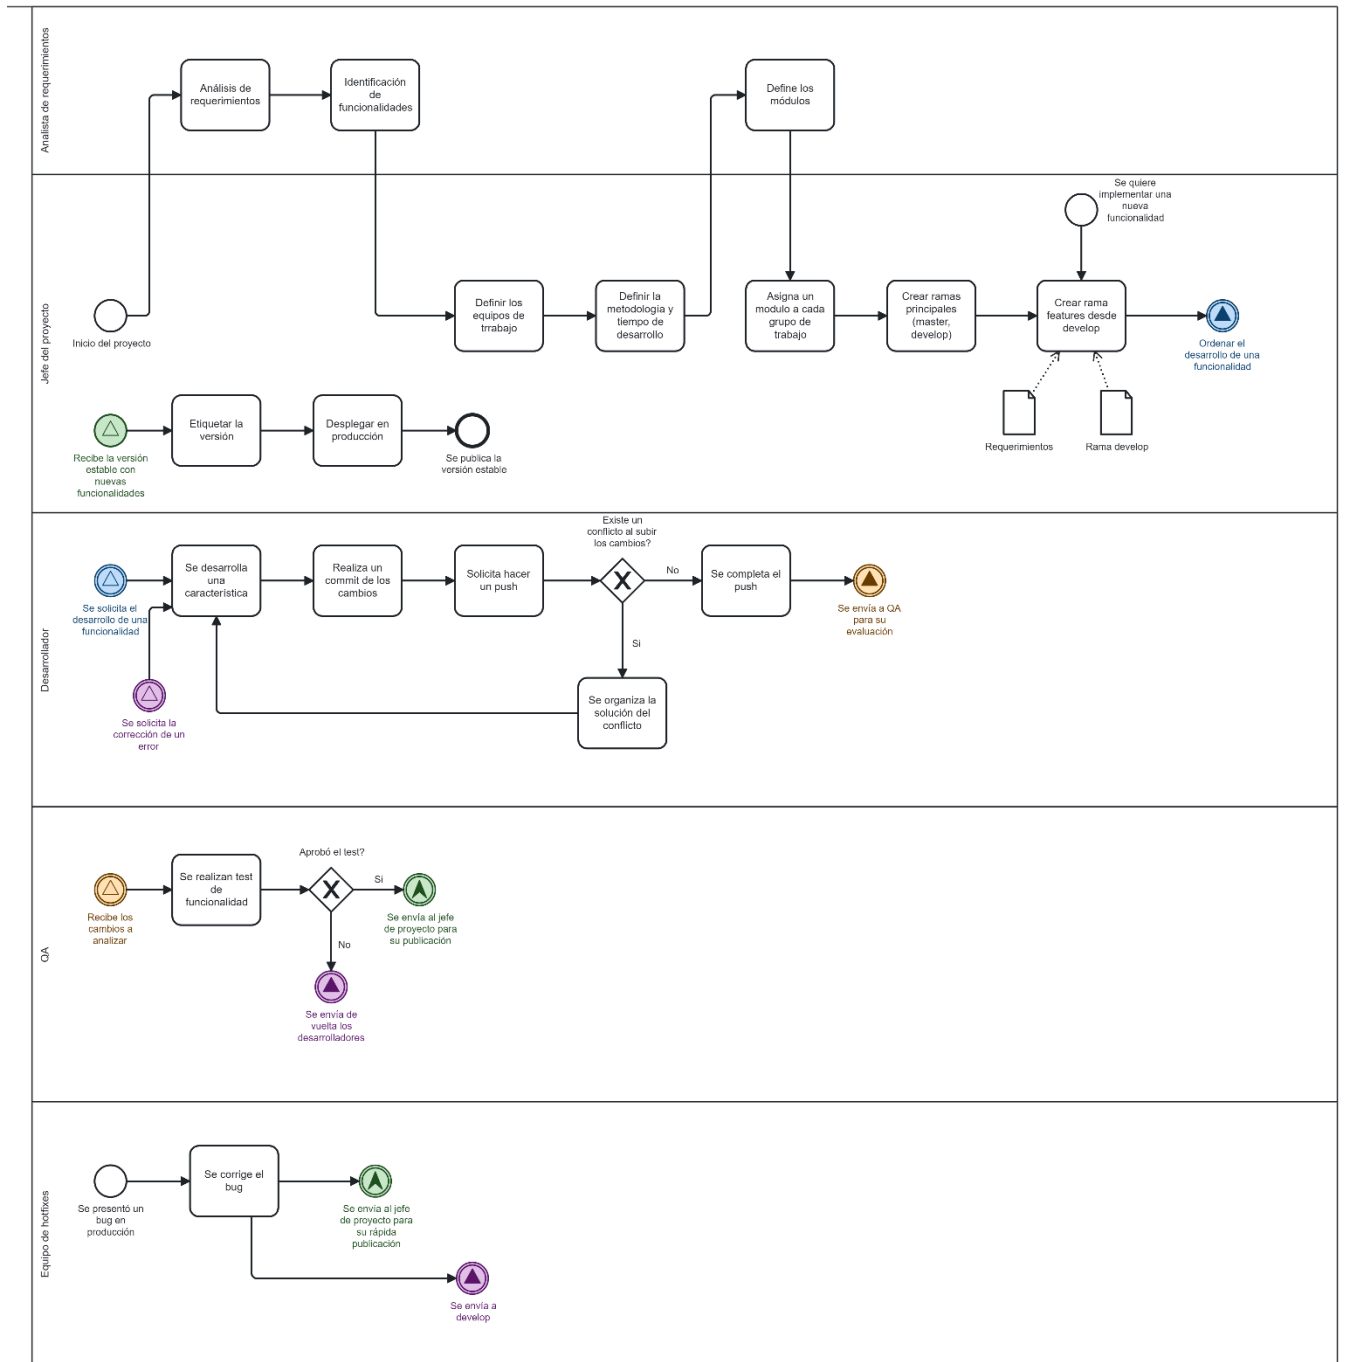 Analista de requerimientos
Análisis de
requerimientos
Identificación
de
funcionalidades
Define los
módulos
Jefe del proyecto
Se quiere
implementar una
nueva
funcionalidad
Inicio del proyecto
Definir los
equipos de
trrabajo
Definir la
metodología y
tiempo de
desarrollo
Asigna un
modulo a cada
grupo de
trabajo
Crear ramas
principales
(master,
develop)
Crear rama
features desde
develop
Ordenar el
desarrollo de una
funcionalidad
Requerimientos
Rama develop
Recibe la versión
estable con
nuevas
funcionalidades
Etiquetar la
versión
Desplegar en
producción
Se publica la
versión estable
Desarrollador
Se solicita el
desarrollo de una
funcionalidad
Se desarrolla
una
característica
Realiza un
commit de los
cambios
Solicita hacer
un push
Existe un
conflicto al subir
los cambios?
No
Se completa el
push
Se envía a QA
para su
evaluación
Si
Se organiza la
solución del
conflicto
Se solicita la
corrección de un
error
QA
Recibe los
cambios a
analizar
Se realizan test
de
funcionalidad
Aprobó el test?
Si
Se envía al jefe
de proyecto para
su publicación
No
Se envía de
vuelta los
desarrolladores
Equipo de hotfixes
Se presentó un
bug en
producción
Se corrige el
bug
Se envía al jefe
de proyecto para
su rápida
publicación
Se envía a
develop